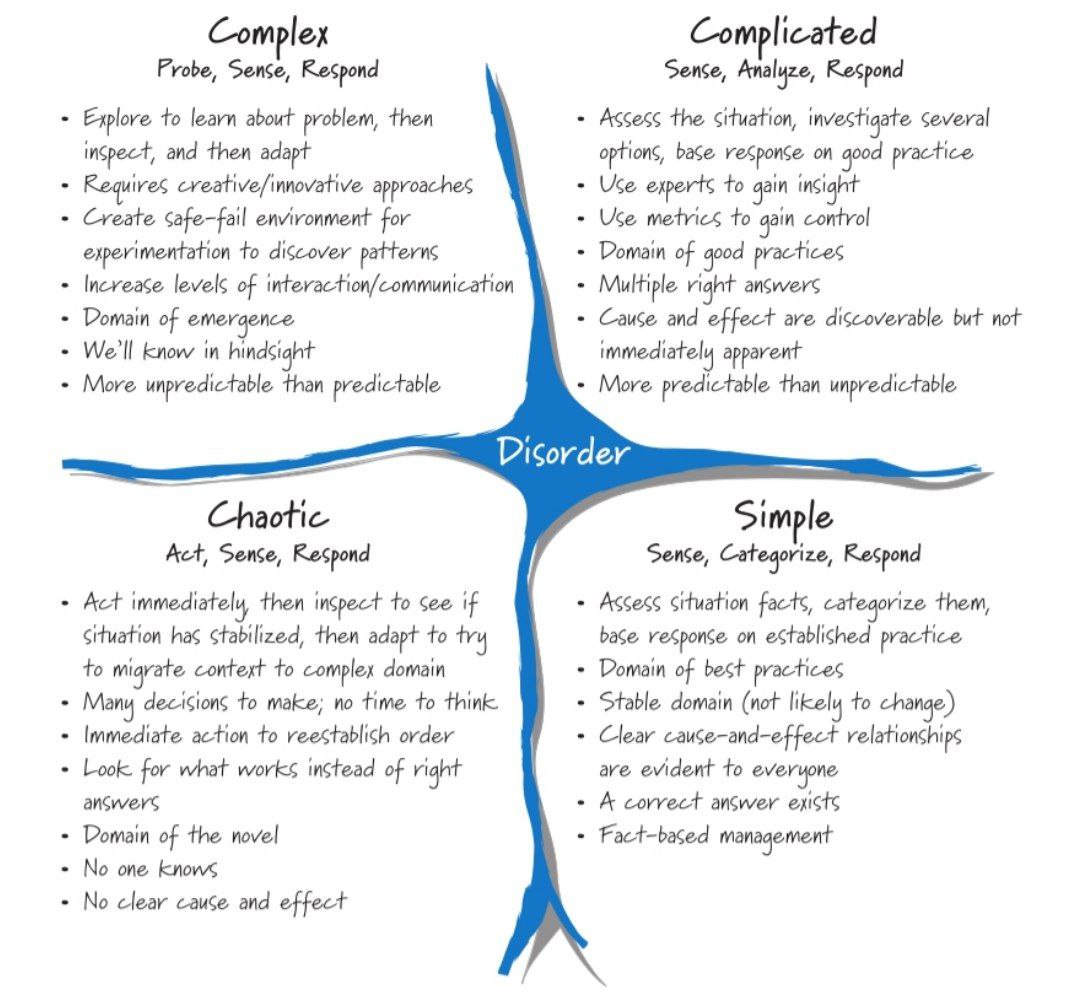 Complex
Probe, Sense, Respond
• Explore to learn about problem, then
inspect, and then adapt
• Requires creative/innovative approaches
• Create safe-fail environment for
experimentation to discover patterns
• Increase levels of interaction/communication
• Domain of emergence
• We'll know in hindsight
• More unpredictable than predictable
Complicated
Sense, Analyze, Respond
• Assess the situation, investigate several
options, base response on good practice
• Use experts to gain insight
• Use metrics to gain control
• Domain of good practices
• Multiple right answers
• Cause and effect are discoverable but not
immediately apparent
• More predictable than unpredictable
Disorder
Chaotic
Act, Sense, Respond
• Act immediately, then inspect to see if
situation has stabilized, then adapt to try
to migrate context to complex domain
• Many decisions to make; no time to think
• Immediate action to reestablish order
• Look for what works instead of right
answers
• Domain of the novel
• No one knows
• No clear cause and effect
Simple
Sense, Categorize, Respond
• Assess situation facts, categorize them,
base response on established practice
• Domain of best practices
• Stable domain (not likely to change)
• Clear cause-and-effect relationships
are evident to everyone
• A correct answer exists
• Fact-based management